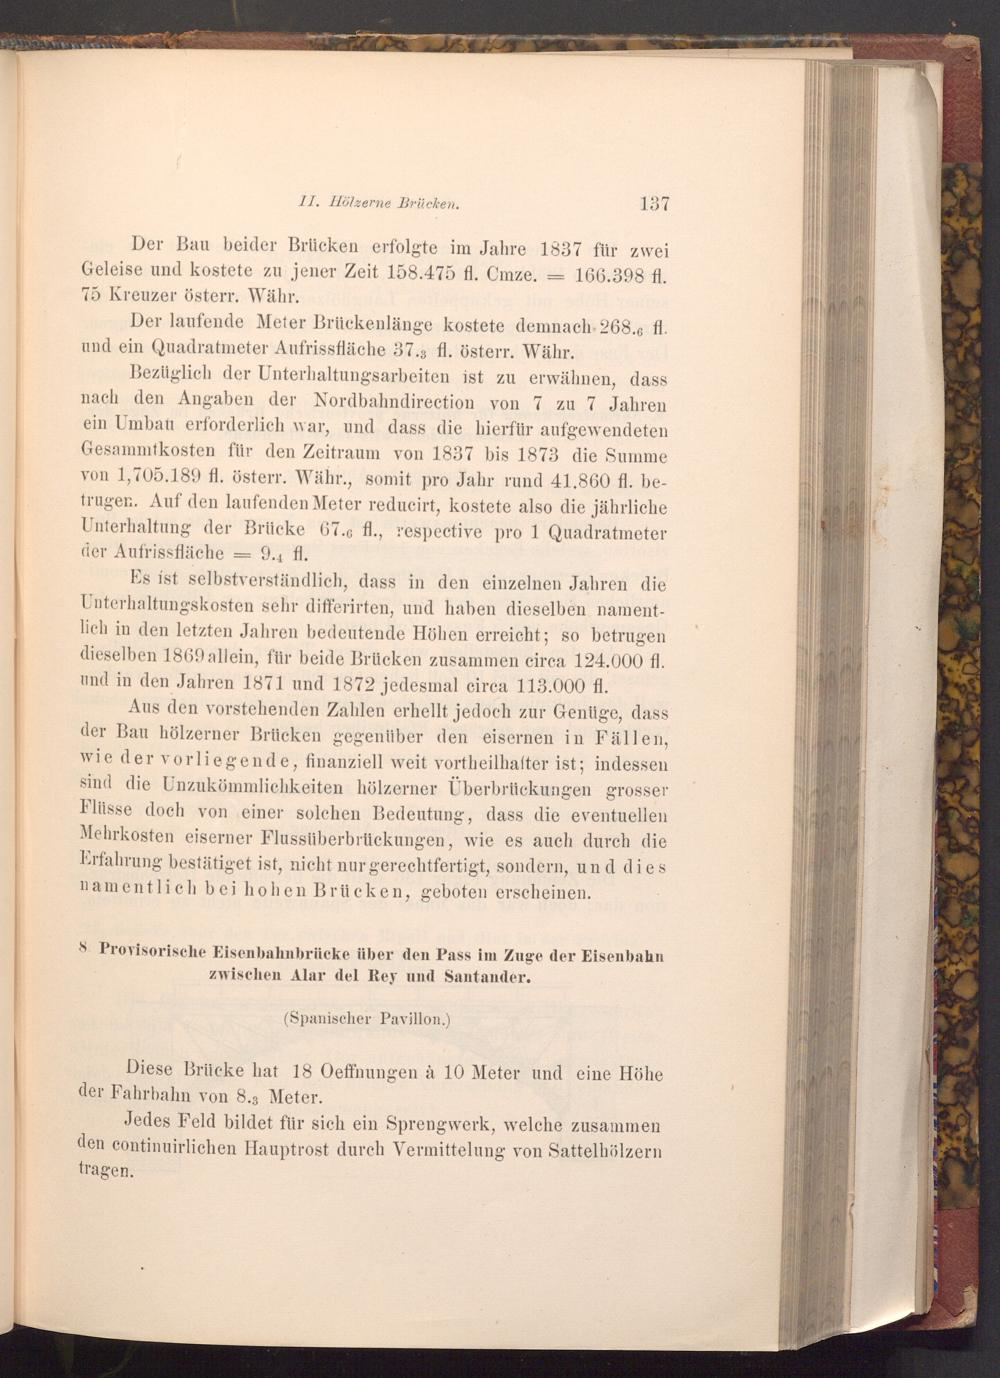 II. Hölzerne Brücken. 137
Der Bau beider Brücken erfolgte im Jahre 1837 für zwei
Geleise und kostete zu jener Zeit 158.475 fl. Cmze. = 166.398 fl.
75 Kreuzer österr. Währ.
Der laufende Meter Brückenlänge kostete demnach 268.6 fl.
und ein Quadratmeter Aufrissfläche 37.3 fl. österr. Währ.
Bezüglich der Unterhaltungsarbeiten ist zu erwähnen, dass
nach den Angaben der Nordbahndirection von 7 zu 7 Jahren
ein Umbau erforderlich war, und dass die hierfür aufgewendeten
Gesammtkosten für den Zeitraum von 1837 bis 1873 die Summe
von 1,705.189 fl. österr. Währ., somit pro Jahr rund 41.860 fl. be-
trugen. Auf den laufenden Meter reducirt, kostete also die jährliche
Unterhaltung der Brücke 67.6 fl., respective pro 1 Quadratmeter
der Aufrissfläche = 9.4 fl.
Es ist selbstverständlich, dass in den einzelnen Jahren die
Unterhaltungskosten sehr differirten, und haben dieselben nament-
lich in den letzten Jahren bedeutende Höhen erreicht; so betrugen
dieselben 1869 allein, für beide Brücken zusammen circa 124.000 fl.
und in den Jahren 1871 und 1872 jedesmal circa 113.000 fl.
Aus den vorstehenden Zahlen erhellt jedoch zur Genüge, dass
der Bau hölzerner Brücken gegenüber den eisernen in Fällen,
wie der vorliegende, finanziell weit vortheilhafter ist; indessen
sind die Unzukömmlichkeiten hölzerner Überbrückungen grosser
Flüsse doch von einer solchen Bedeutung, dass die eventuellen
Mehrkosten eiserner Flussüberbrückungen, wie es auch durch die
Erfahrung bestätiget ist, nicht nur gerechtfertigt, sondern, und dies
namentlich bei hohen Brücken, geboten erscheinen.
8 Provisorische Eisenbahnbrücke über den Pass im Zuge der Eisenbahn
zwischen Alar del Rey und Santander.
(Spanischer Pavillon.)
Diese Brücke hat 18 Oeffnungen à 10 Meter und eine Höhe
der Fahrbahn von 8.3 Meter.
Jedes Feld bildet für sich ein Sprengwerk, welche zusammen
den continuirlichen Hauptrost durch Vermittelung von Sattelhölzern
tragen.